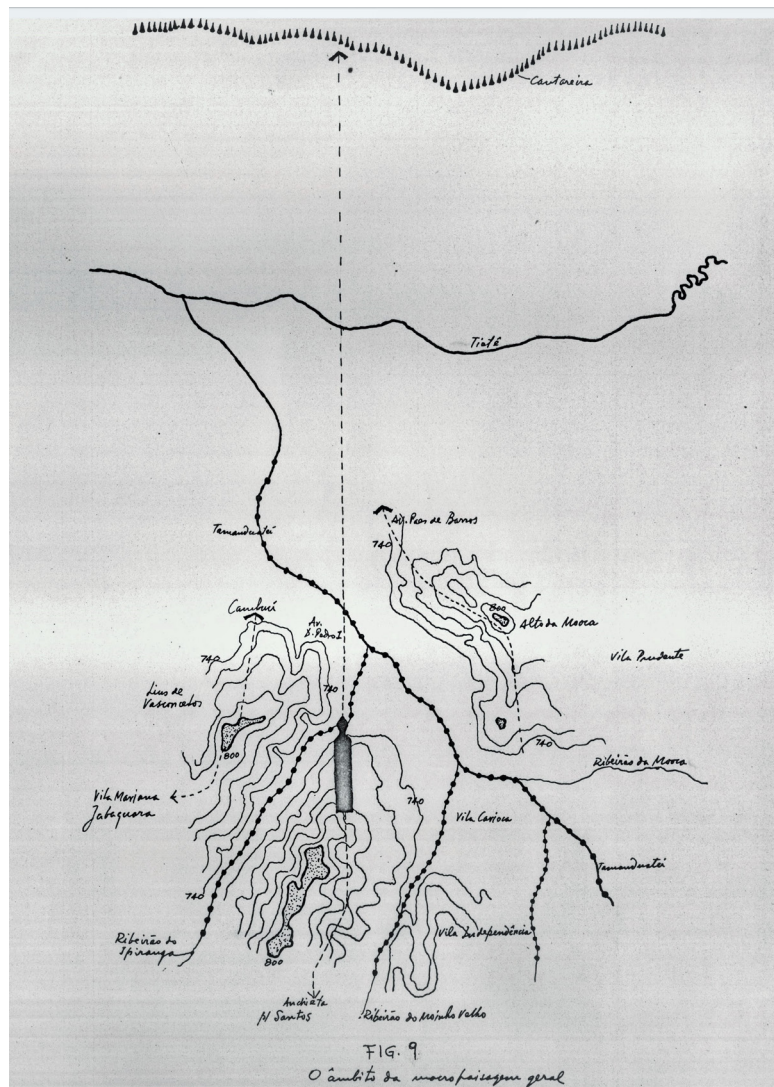 Cantareira
Tietê
Tamanduateí
Av. Paes de Barros
740
800
Alto da Mooca
Vila Prudente
740
Cambuci
Av.
D. Pedro I
740
740
Lins de
Vasconcelos
800
Vila Mariana
Jabaquara
Ribeirão da Mooca
740
Vila Carioca
Tamanduateí
740
Ribeirão do
Ipiranga
800
Vila Independência
Anchieta
p/ Santos
Ribeirão do Moinho Velho
FIG. 9
O âmbito da macropaisagem geral